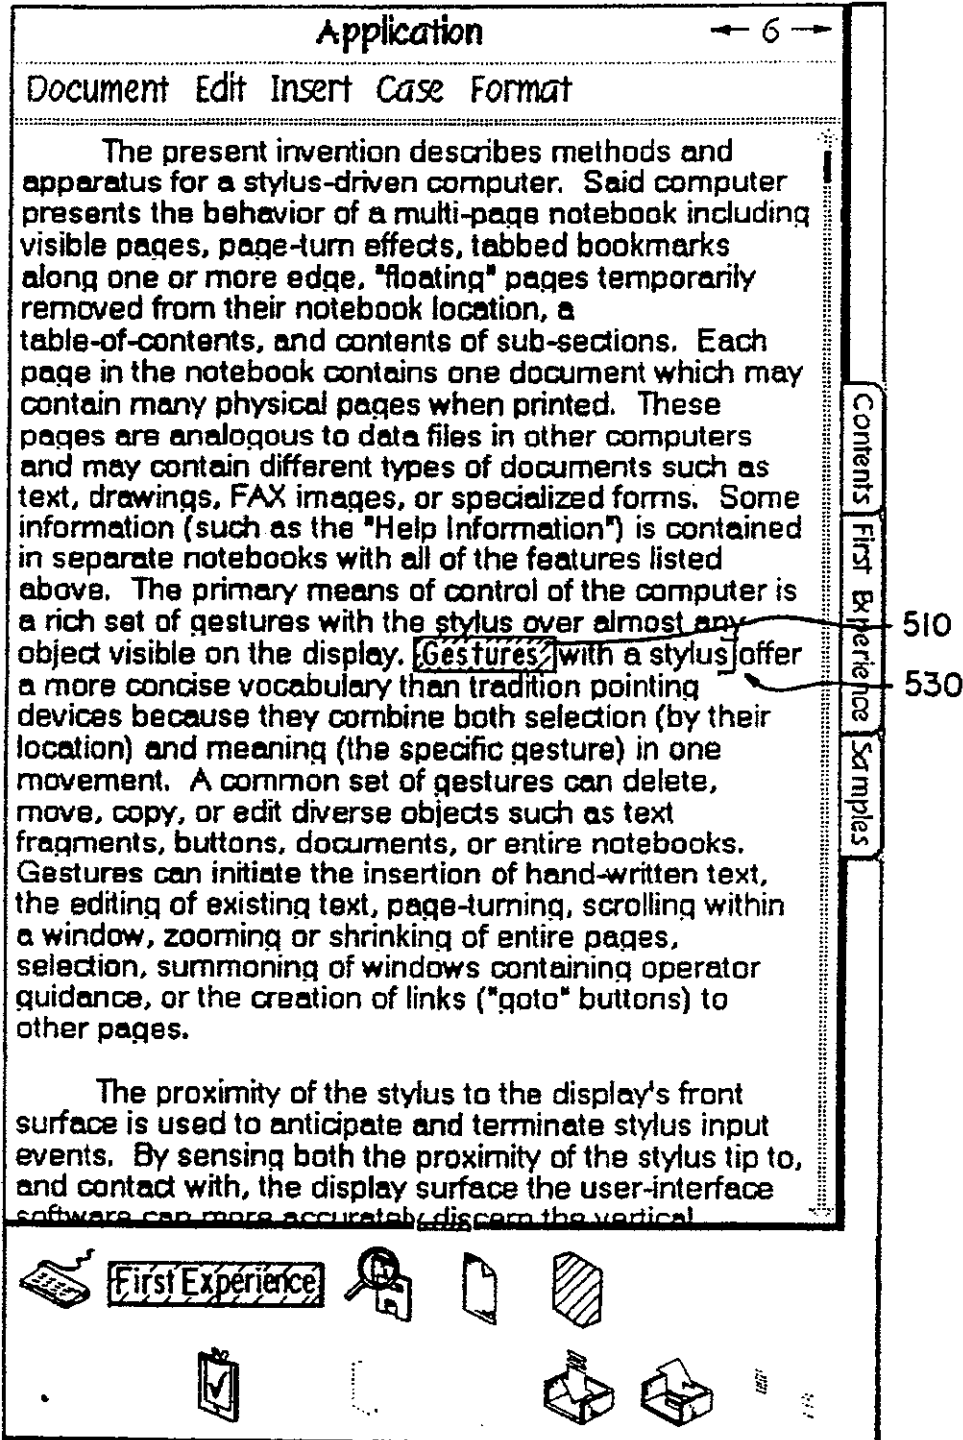 Application ← 6 →
Document Edit Insert Case Format
The present invention describes methods and
apparatus for a stylus-driven computer. Said computer
presents the behavior of a multi-page notebook including
visible pages, page-turn effects, tabbed bookmarks
along one or more edge, "floating" pages temporarily
removed from their notebook location, a
table-of-contents, and contents of sub-sections. Each
page in the notebook contains one document which may
contain many physical pages when printed. These
pages are analogous to data files in other computers
and may contain different types of documents such as
text, drawings, FAX images, or specialized forms. Some
information (such as the "Help Information") is contained
in separate notebooks with all of the features listed
above. The primary means of control of the computer is
a rich set of gestures with the stylus over almost any
object visible on the display. Gestures with a stylus offer
a more concise vocabulary than tradition pointing
devices because they combine both selection (by their
location) and meaning (the specific gesture) in one
movement. A common set of gestures can delete,
move, copy, or edit diverse objects such as text
fragments, buttons, documents, or entire notebooks.
Gestures can initiate the insertion of hand-written text,
the editing of existing text, page-turning, scrolling within
a window, zooming or shrinking of entire pages,
selection, summoning of windows containing operator
guidance, or the creation of links ("goto" buttons) to
other pages.
The proximity of the stylus to the display's front
surface is used to anticipate and terminate stylus input
events. By sensing both the proximity of the stylus tip to,
and contact with, the display surface the user-interface
software can more accurately discern the vertical
Contents
First Experience
Samples
510
530
First Experience